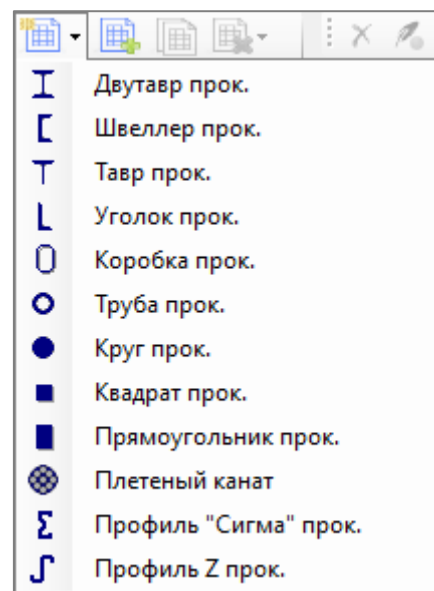 Двутавр прок.
Швеллер прок.
Тавр прок.
Уголок прок.
Коробка прок.
Труба прок.
Круг прок.
Квадрат прок.
Прямоугольник прок.
Плетеный канат
Профиль "Сигма" прок.
Профиль Z прок.